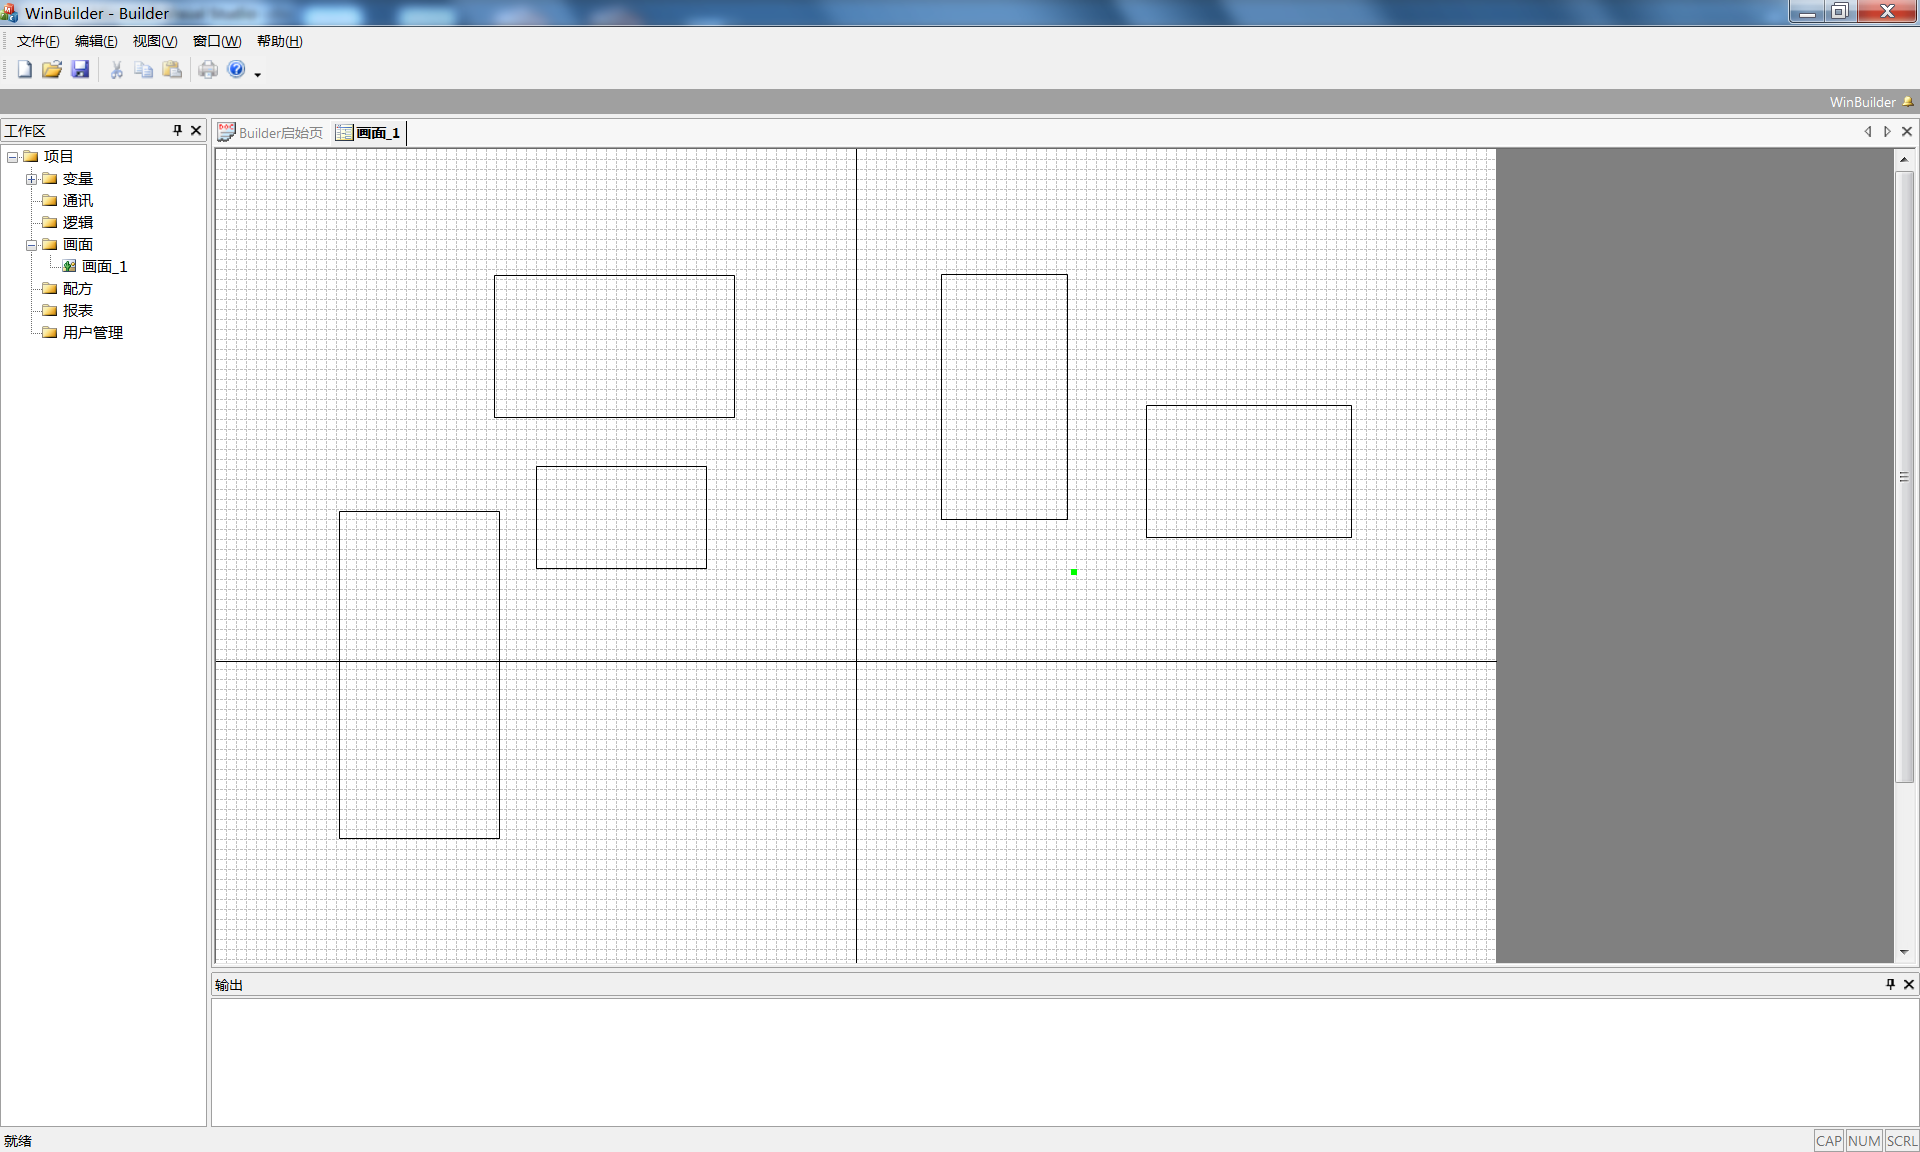 WinBuilder - Builder
文件(F) 编辑(E) 视图(V) 窗口(W) 帮助(H)
WinBuilder
工作区
Builder启始页 画面_1
项目
变量
通讯
逻辑
画面
画面_1
配方
报表
用户管理
输出
就绪
CAP NUM SCRL